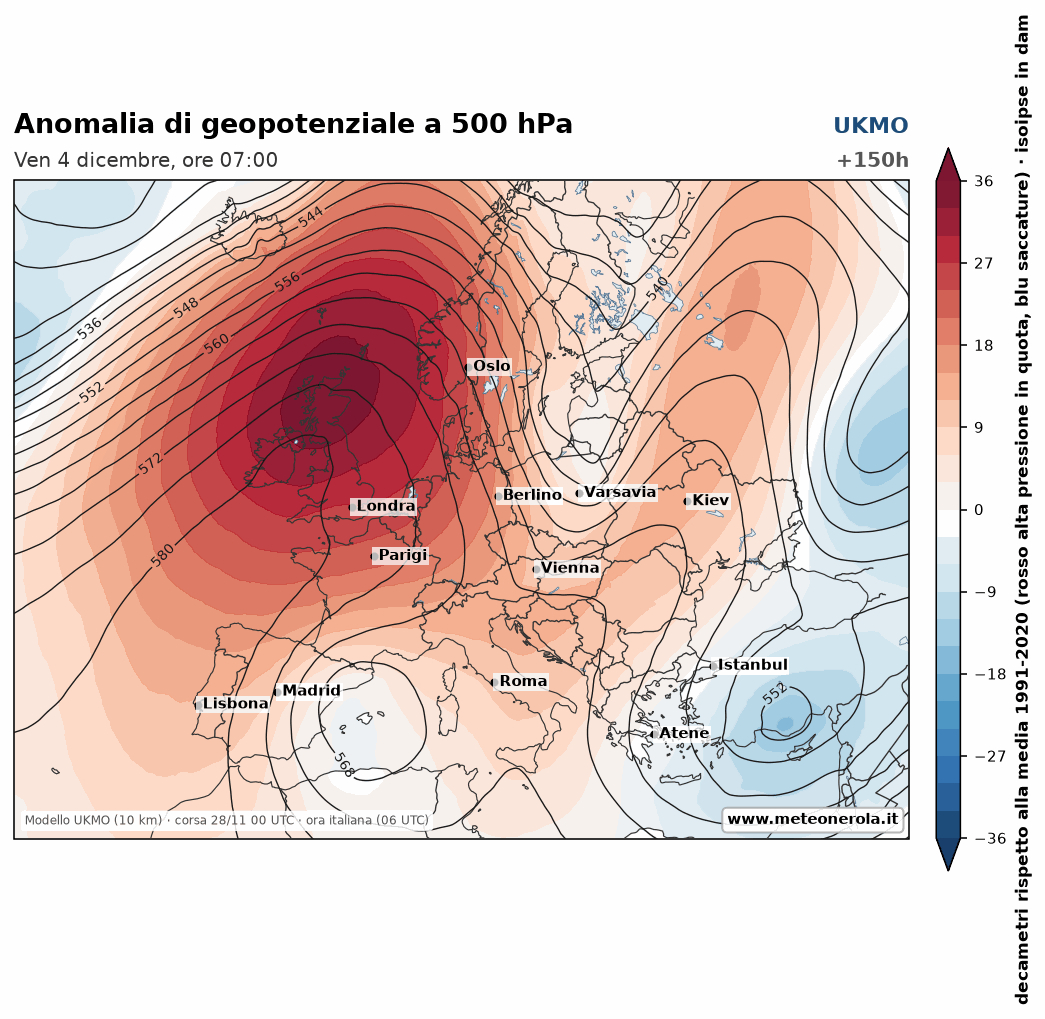 Anomalia di geopotenziale a 500 hPa
UKMO
Ven 4 dicembre, ore 07:00
+150h
544
556
548
536
560
552
572
580
540
568
552
Oslo
Londra
Berlino
Varsavia
Kiev
Parigi
Vienna
Istanbul
Roma
Madrid
Lisbona
Atene
Modello UKMO (10 km) · corsa 28/11 00 UTC · ora italiana (06 UTC)
www.meteonerola.it
36
27
18
9
0
−9
−18
−27
−36
decametri rispetto alla media 1991-2020 (rosso alta pressione in quota, blu saccature) · isoipse in dam